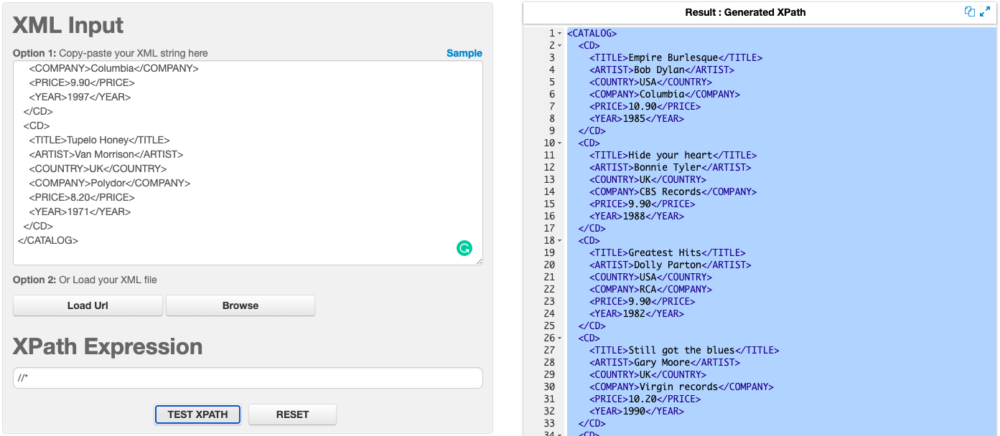 XML Input
Option 1: Copy-paste your XML string here Sample
<COMPANY>Columbia</COMPANY>
<PRICE>9.90</PRICE>
<YEAR>1997</YEAR>
</CD>
<CD>
<TITLE>Tupelo Honey</TITLE>
<ARTIST>Van Morrison</ARTIST>
<COUNTRY>UK</COUNTRY>
<COMPANY>Polydor</COMPANY>
<PRICE>8.20</PRICE>
<YEAR>1971</YEAR>
</CD>
</CATALOG>
Option 2: Or Load your XML file
Load Url Browse
XPath Expression
//*
TEST XPATH RESET
Result : Generated XPath
1 <CATALOG>
2 <CD>
3 <TITLE>Empire Burlesque</TITLE>
4 <ARTIST>Bob Dylan</ARTIST>
5 <COUNTRY>USA</COUNTRY>
6 <COMPANY>Columbia</COMPANY>
7 <PRICE>10.90</PRICE>
8 <YEAR>1985</YEAR>
9 </CD>
10 <CD>
11 <TITLE>Hide your heart</TITLE>
12 <ARTIST>Bonnie Tyler</ARTIST>
13 <COUNTRY>UK</COUNTRY>
14 <COMPANY>CBS Records</COMPANY>
15 <PRICE>9.90</PRICE>
16 <YEAR>1988</YEAR>
17 </CD>
18 <CD>
19 <TITLE>Greatest Hits</TITLE>
20 <ARTIST>Dolly Parton</ARTIST>
21 <COUNTRY>USA</COUNTRY>
22 <COMPANY>RCA</COMPANY>
23 <PRICE>9.90</PRICE>
24 <YEAR>1982</YEAR>
25 </CD>
26 <CD>
27 <TITLE>Still got the blues</TITLE>
28 <ARTIST>Gary Moore</ARTIST>
29 <COUNTRY>UK</COUNTRY>
30 <COMPANY>Virgin records</COMPANY>
31 <PRICE>10.20</PRICE>
32 <YEAR>1990</YEAR>
33 </CD>
34 <CD>